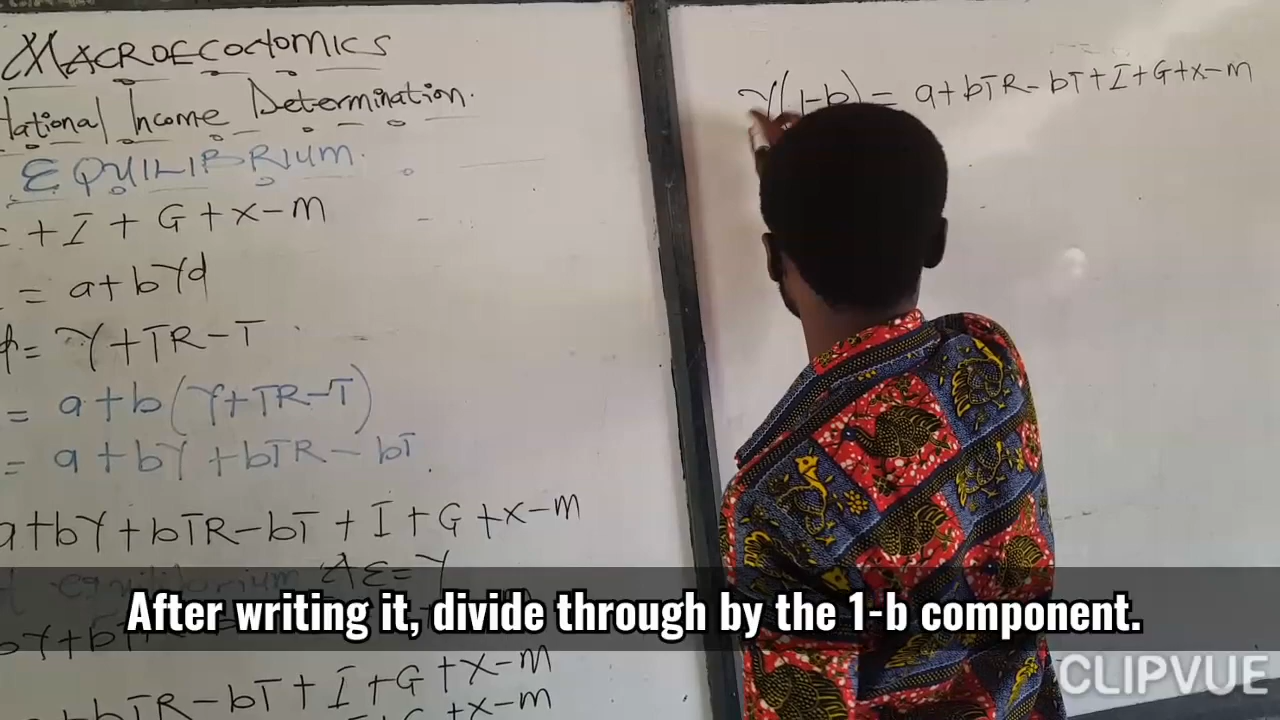 MACROECONOMICS
National Income Determination.
EQUILIBRIUM.
+ I + G + x - m
= a + bYd
= Y + TR - T
= a + b(Y + TR - T)
= a + bY + bTR - bT
a + bY + bTR - bT + I + G + x - m
equilibrium AE = Y
bTR - bT + I + G + x - m
+ x - m
Y(1-b) = a + bTR - bT + I + G + x - m
After writing it, divide through by the 1-b component.
CLIPVUE